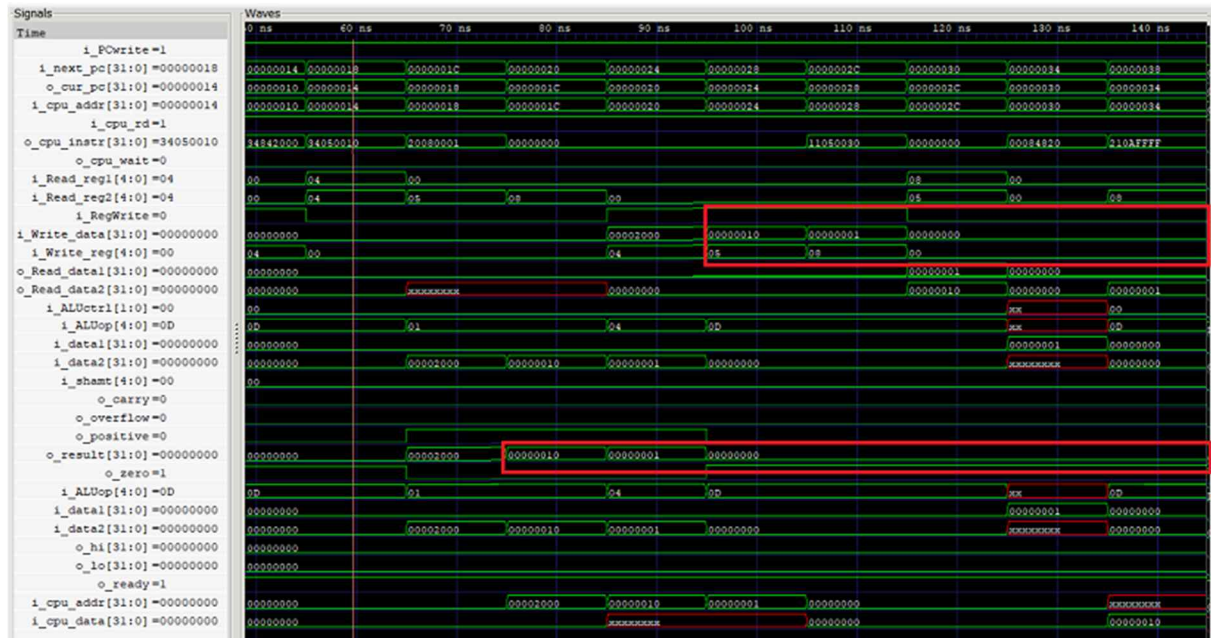 Signals Waves
Time 0 ns 60 ns 70 ns 80 ns 90 ns 100 ns 110 ns 120 ns 130 ns 140 ns
i_PCwrite=1
i_next_pc[31:0] =00000018 00000014 00000018 0000001C 00000020 00000024 00000028 0000002C 00000030 00000034 00000038
o_cur_pc[31:0] =00000014 00000010 00000014 00000018 0000001C 00000020 00000024 00000028 0000002C 00000030 00000034
i_cpu_addr[31:0] =00000014 00000010 00000014 00000018 0000001C 00000020 00000024 00000028 0000002C 00000030 00000034
i_cpu_rd=1
o_cpu_instr[31:0] =34050010 34842000 34050010 20080001 00000000 11050030 00000000 00084820 210AFFFF
o_cpu_wait=0
i_Read_reg1[4:0] =04 00 04 00 08 00
i_Read_reg2[4:0] =04 00 04 05 08 00 05 00 08
i_RegWrite=0
i_Write_data[31:0] =00000000 00000000 00002000 00000010 00000001 00000000
i_Write_reg[4:0] =00 04 00 04 05 08 00
o_Read_data1[31:0] =00000000 00000000 00000001 00000000
o_Read_data2[31:0] =00000000 00000000 xxxxxxxx 00000000 00000010 00000000 00000001
i_ALUctrl[1:0] =00 00 xx 00
i_ALUop[4:0] =0D 0D 01 04 0D xx 0D
i_data1[31:0] =00000000 00000000 00000001 00000000
i_data2[31:0] =00000000 00000000 00002000 00000010 00000001 00000000 xxxxxxxx 00000000
i_shamt[4:0] =00 00
o_carry=0
o_overflow=0
o_positive=0
o_result[31:0] =00000000 00000000 00002000 00000010 00000001 00000000
o_zero=1
i_ALUop[4:0] =0D 0D 01 04 0D xx 0D
i_data1[31:0] =00000000 00000000 00000001 00000000
i_data2[31:0] =00000000 00000000 00002000 00000010 00000001 00000000 xxxxxxxx 00000000
o_hi[31:0] =00000000 00000000
o_lo[31:0] =00000000 00000000
o_ready=1
i_cpu_addr[31:0] =00000000 00000000 00002000 00000010 00000001 00000000 xxxxxxxx
i_cpu_data[31:0] =00000000 00000000 xxxxxxxx 00000000 00000010